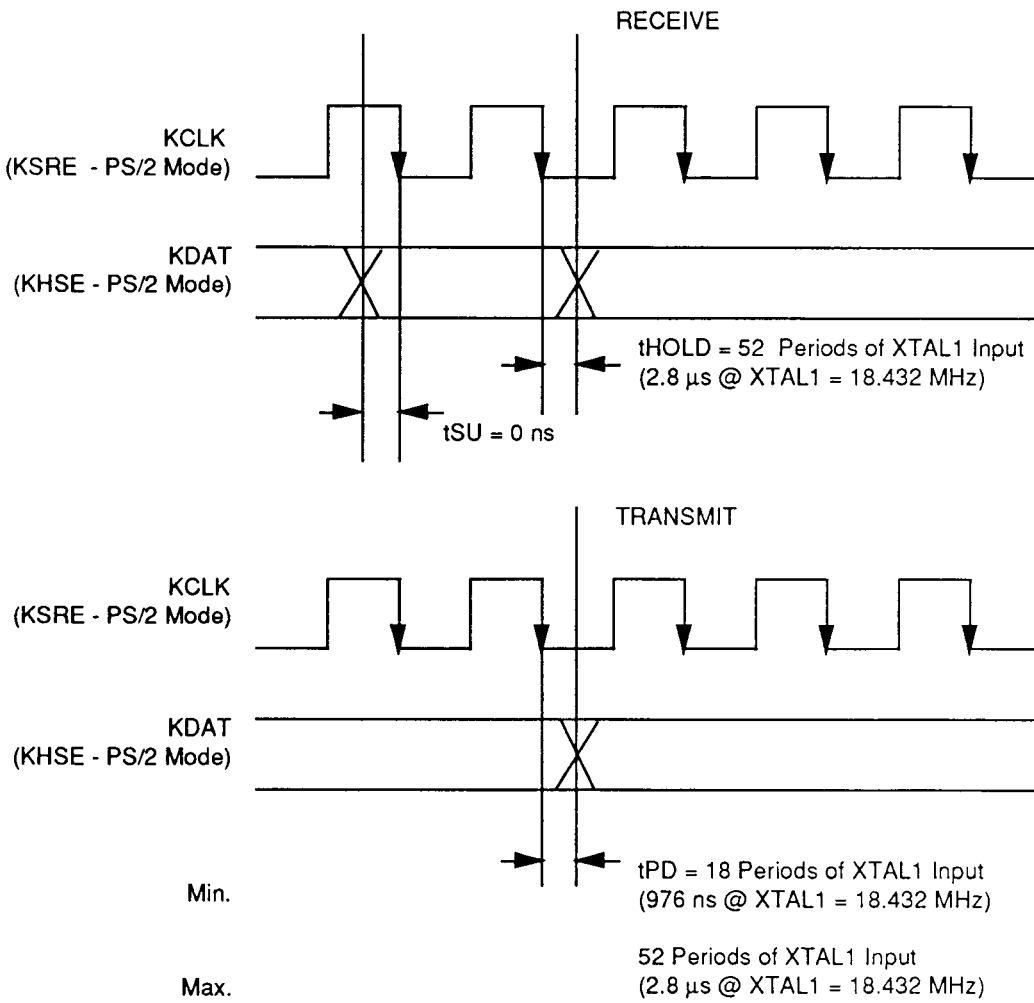 RECEIVE
KCLK
(KSRE - PS/2 Mode)
KDAT
(KHSE - PS/2 Mode)
tHOLD = 52 Periods of XTAL1 Input
(2.8 µs @ XTAL1 = 18.432 MHz)
tSU = 0 ns
TRANSMIT
KCLK
(KSRE - PS/2 Mode)
KDAT
(KHSE - PS/2 Mode)
Min.
tPD = 18 Periods of XTAL1 Input
(976 ns @ XTAL1 = 18.432 MHz)
Max.
52 Periods of XTAL1 Input
(2.8 µs @ XTAL1 = 18.432 MHz)